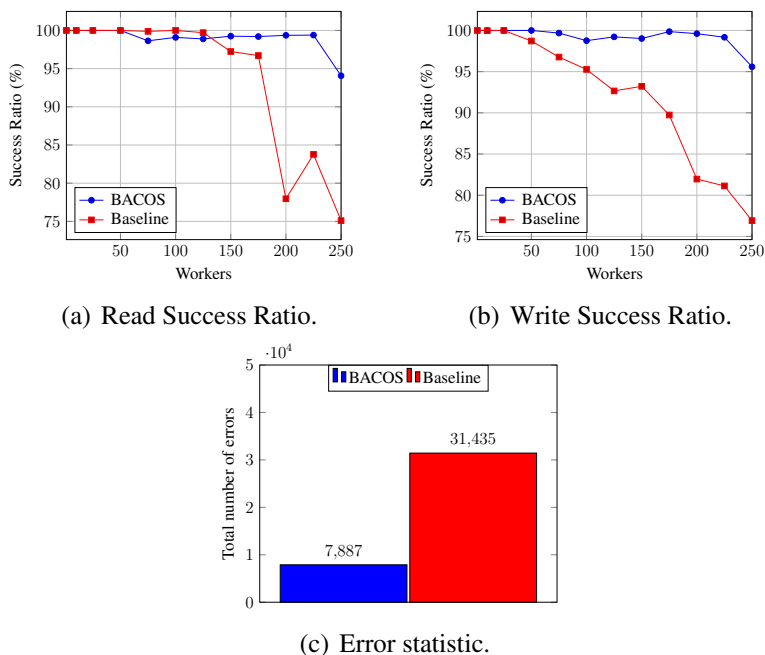 100
95
90
85
80
75
Success Ratio (%)
BACOS
Baseline
50 100 150 200 250
Workers
(a) Read Success Ratio.
100
95
90
85
80
75
Success Ratio (%)
BACOS
Baseline
50 100 150 200 250
Workers
(b) Write Success Ratio.
·10⁴
5
4
3
2
1
0
Total number of errors
BACOS Baseline
7,887
31,435
(c) Error statistic.